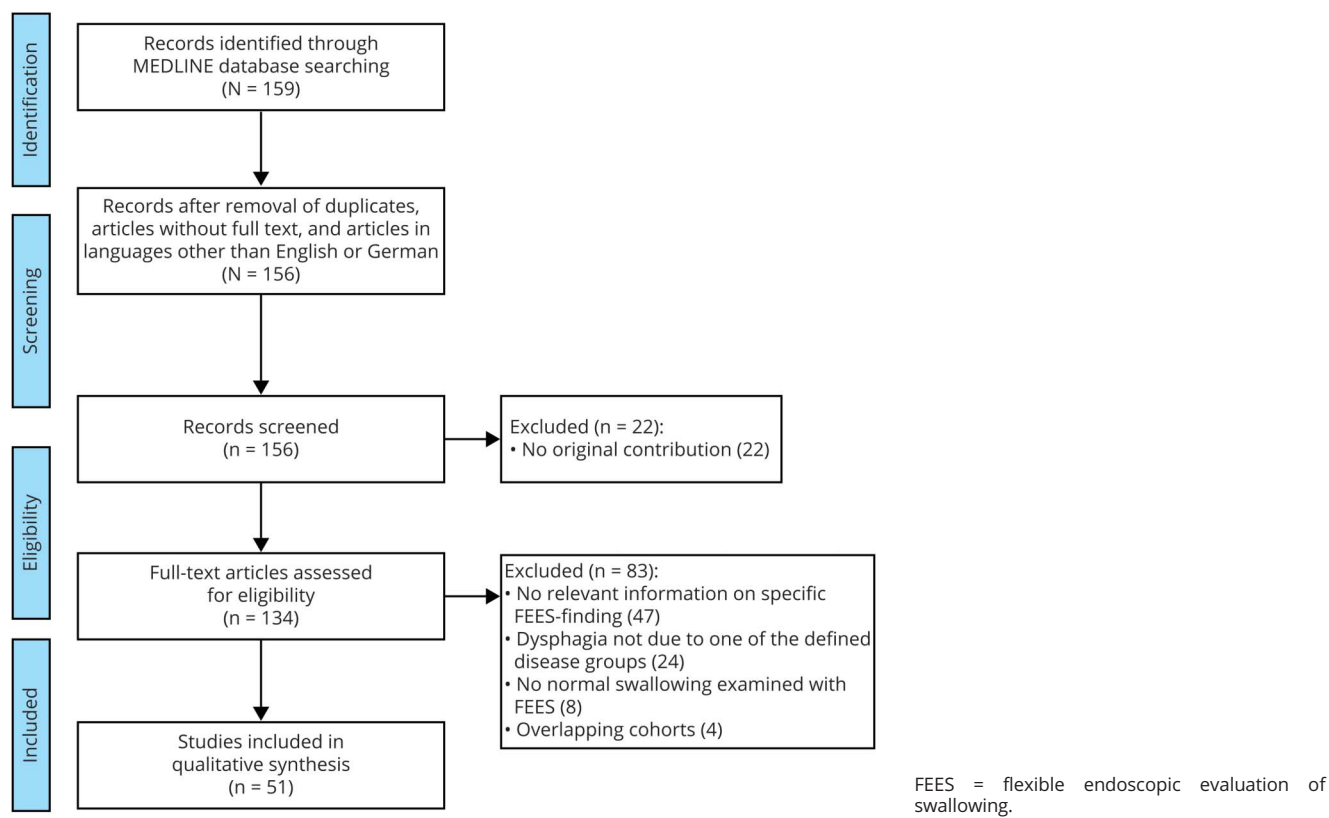 Identification
Records identified through
MEDLINE database searching
(N = 159)
Screening
Records after removal of duplicates,
articles without full text, and articles in
languages other than English or German
(N = 156)
Records screened
(n = 156)
Excluded (n = 22):
• No original contribution (22)
Eligibility
Full-text articles assessed
for eligibility
(n = 134)
Excluded (n = 83):
• No relevant information on specific
FEES-finding (47)
• Dysphagia not due to one of the defined
disease groups (24)
• No normal swallowing examined with
FEES (8)
• Overlapping cohorts (4)
Included
Studies included in
qualitative synthesis
(n = 51)
FEES = flexible endoscopic evaluation of
swallowing.